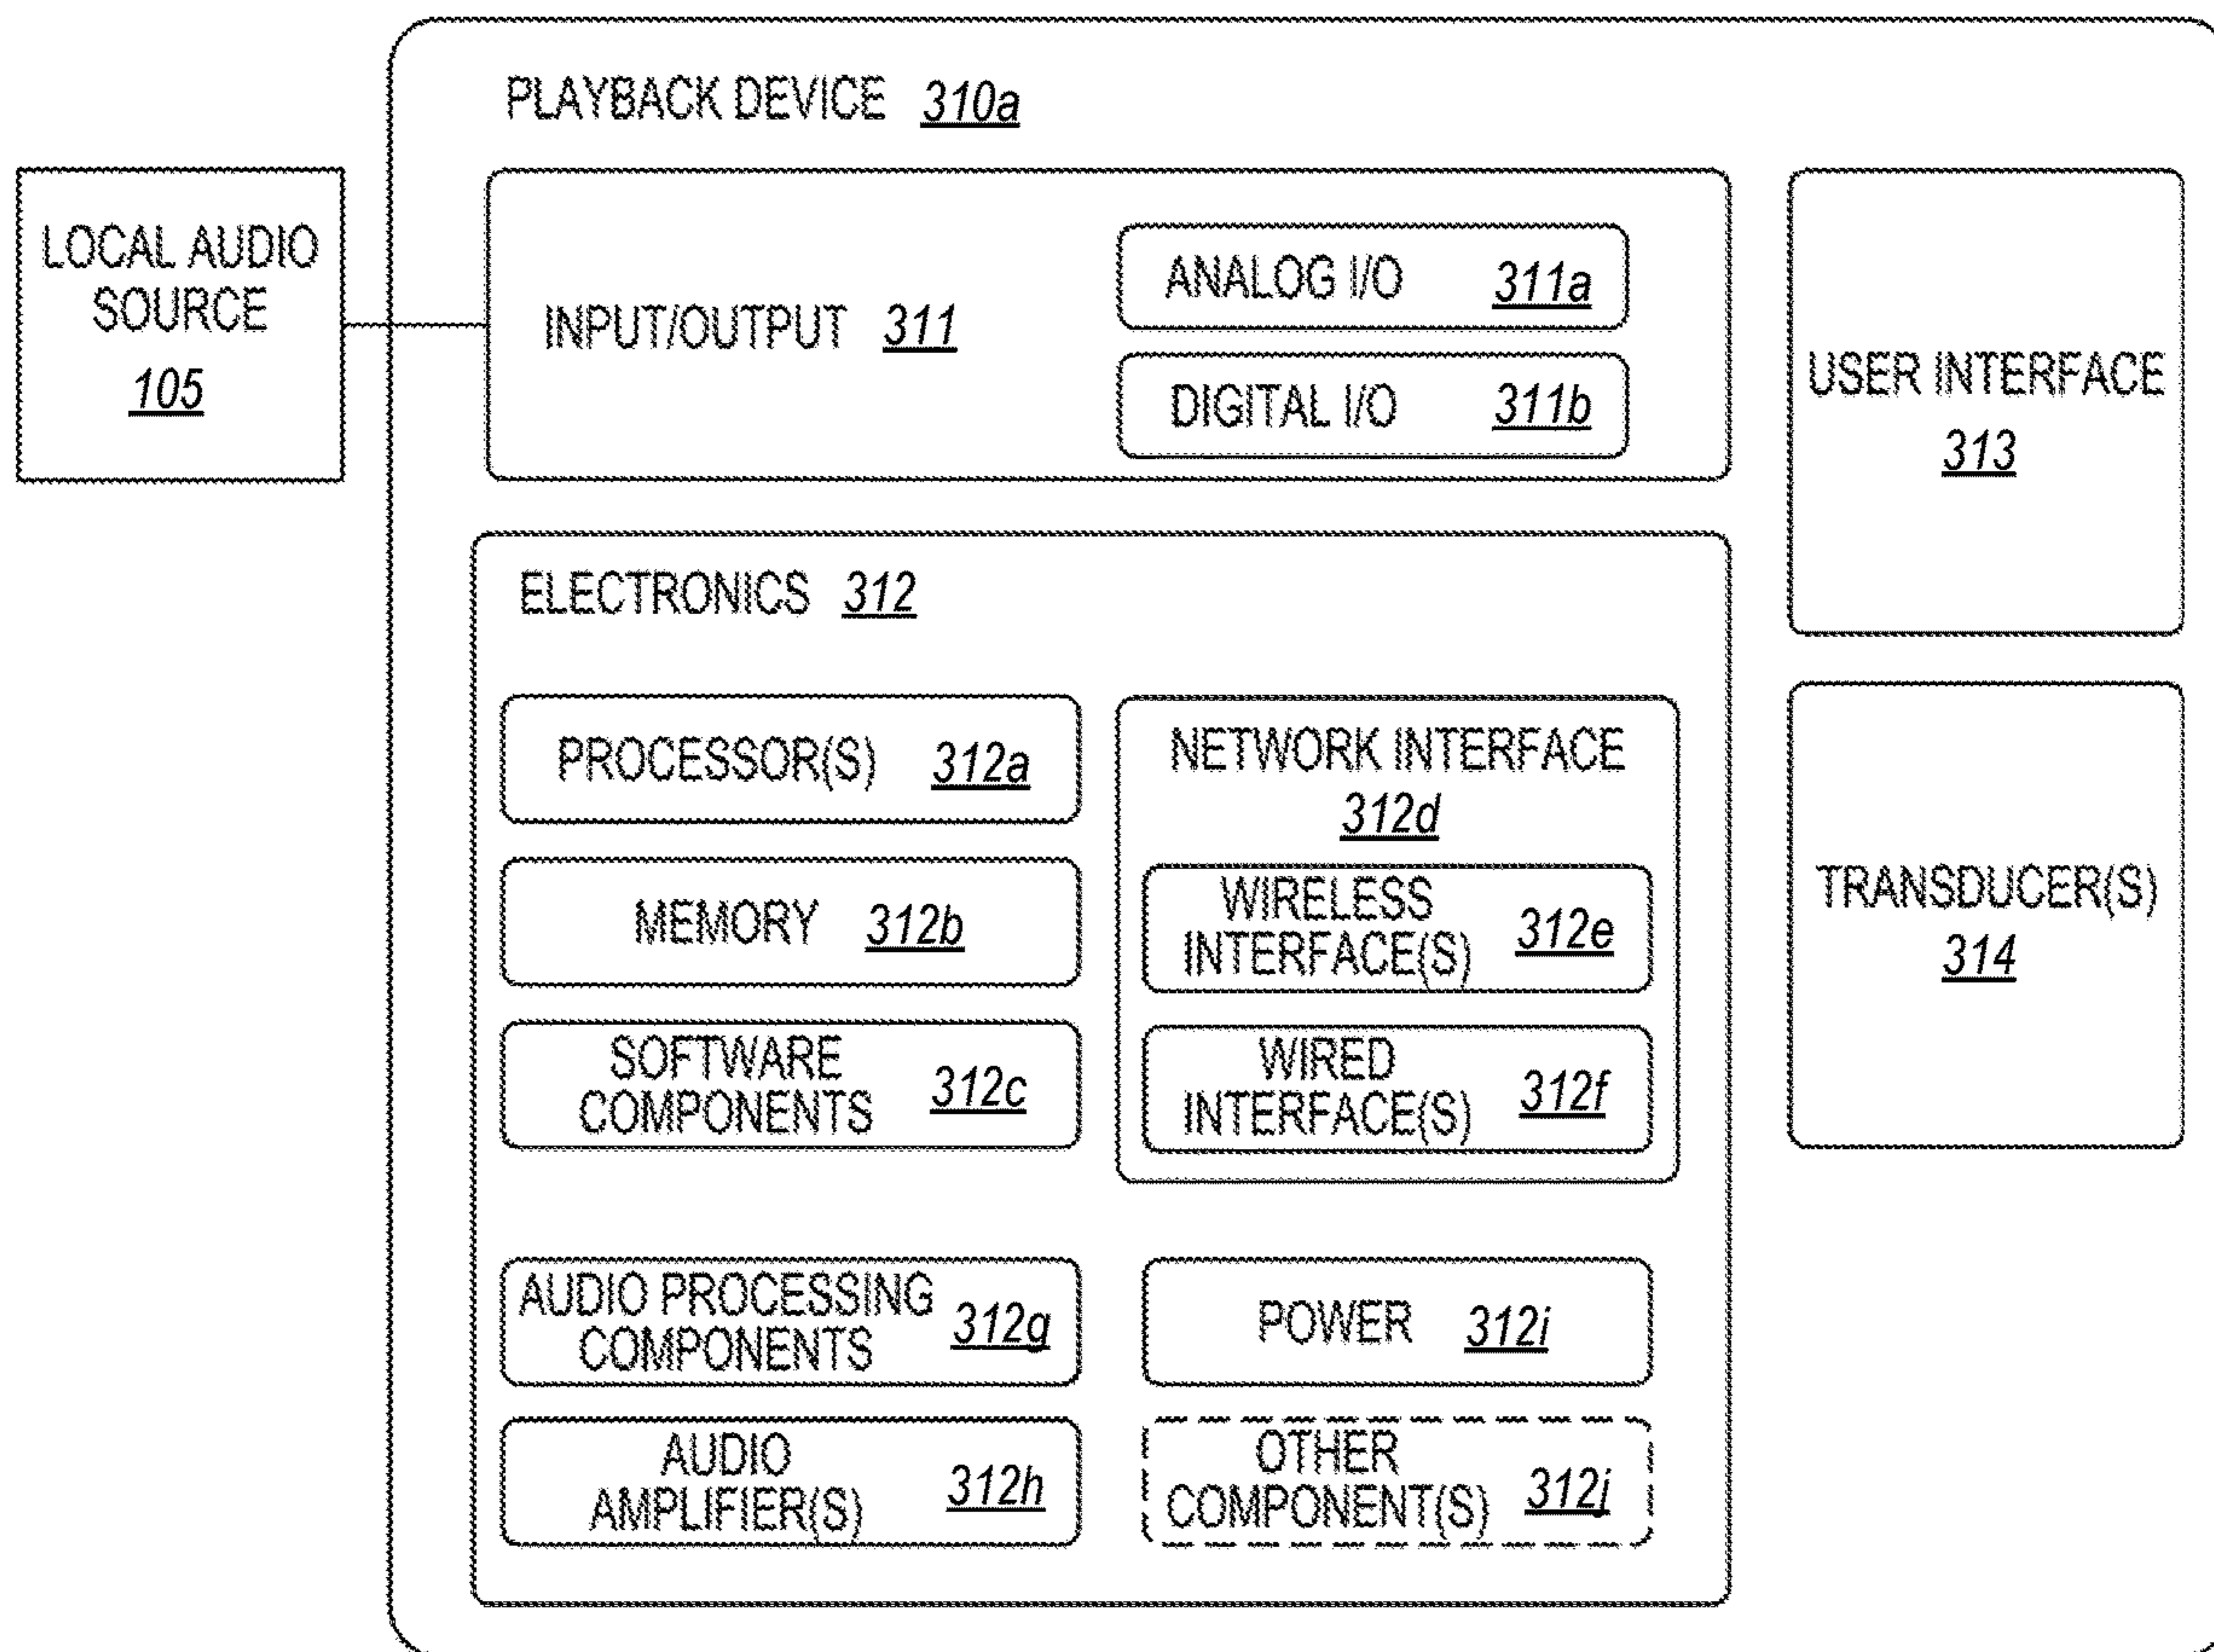 PLAYBACK DEVICE 310a
LOCAL AUDIO
SOURCE
105
INPUT/OUTPUT 311
ANALOG I/O 311a
DIGITAL I/O 311b
USER INTERFACE
313
ELECTRONICS 312
PROCESSOR(S) 312a
MEMORY 312b
SOFTWARE
COMPONENTS 312c
NETWORK INTERFACE
312d
WIRELESS
INTERFACE(S) 312e
WIRED
INTERFACE(S) 312f
TRANSDUCER(S)
314
AUDIO PROCESSING
COMPONENTS 312g
POWER 312i
AUDIO
AMPLIFIER(S) 312h
OTHER
COMPONENT(S) 312j